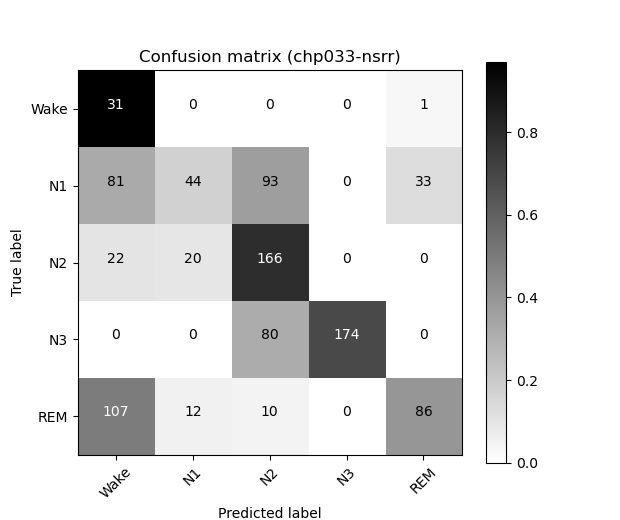 Confusion matrix (chp033-nsrr)
Wake 31 0 0 0 1
N1 81 44 93 0 33
N2 22 20 166 0 0
N3 0 0 80 174 0
REM 107 12 10 0 86
Wake N1 N2 N3 REM
Predicted label
True label
0.8
0.6
0.4
0.2
0.0